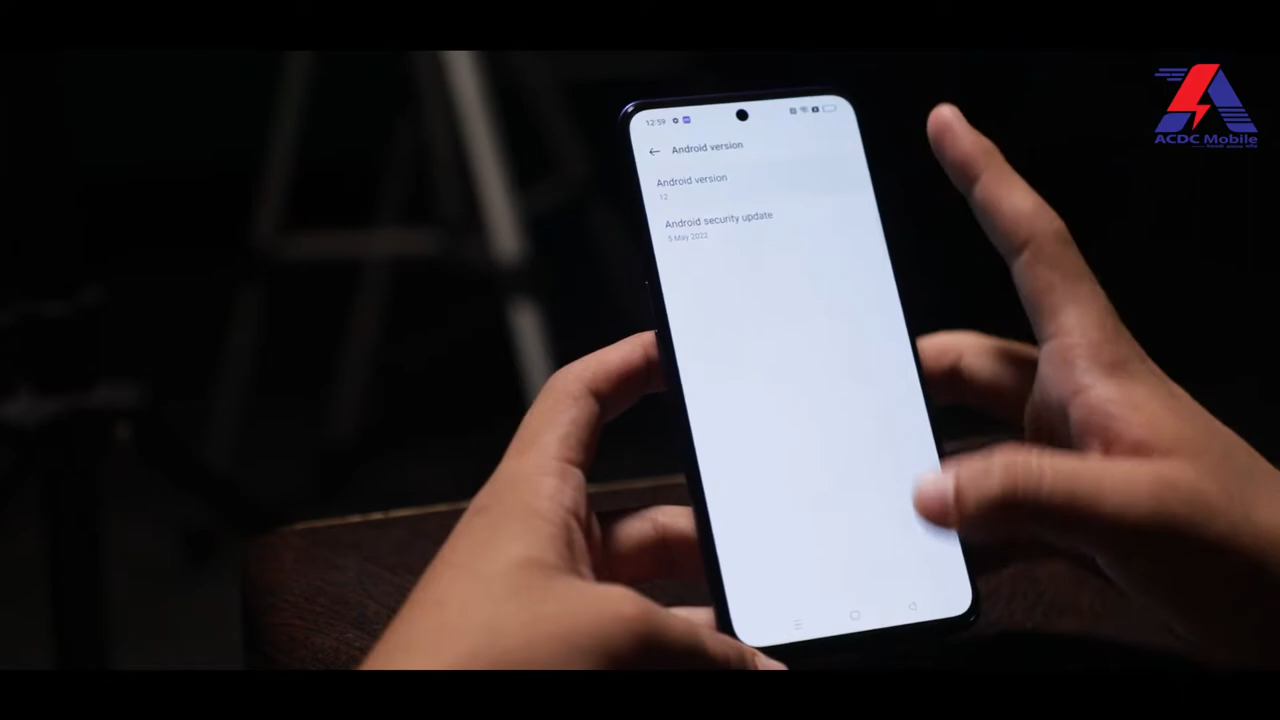 12:59
Android version
Android version
12
Android security update
5 May 2022
ACDC Mobile